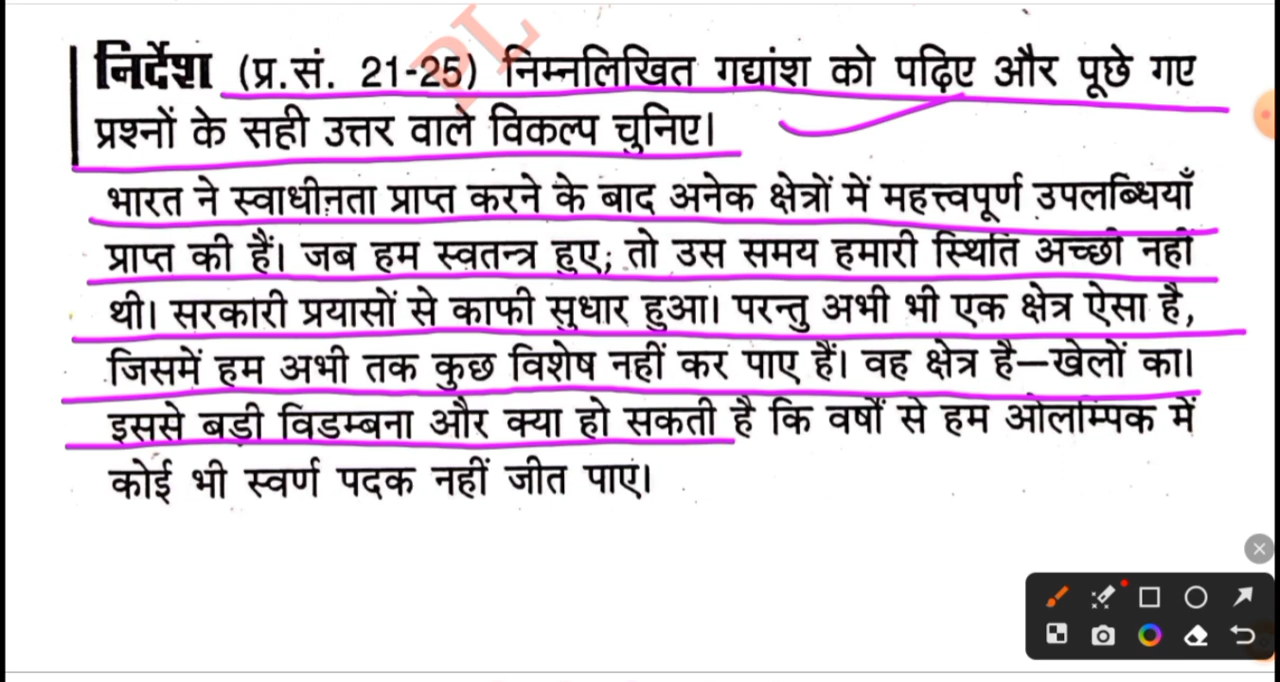 PL
निर्देश (प्र.सं. 21-25) निम्नलिखित गद्यांश को पढ़िए और पूछे गए
प्रश्नों के सही उत्तर वाले विकल्प चुनिए।
भारत ने स्वाधीनता प्राप्त करने के बाद अनेक क्षेत्रों में महत्त्वपूर्ण उपलब्धियाँ
प्राप्त की हैं। जब हम स्वतन्त्र हुए; तो उस समय हमारी स्थिति अच्छी नहीं
थी। सरकारी प्रयासों से काफी सुधार हुआ। परन्तु अभी भी एक क्षेत्र ऐसा है,
जिसमें हम अभी तक कुछ विशेष नहीं कर पाए हैं। वह क्षेत्र है–खेलों का।
इससे बड़ी विडम्बना और क्या हो सकती है कि वर्षों से हम ओलम्पिक में
कोई भी स्वर्ण पदक नहीं जीत पाए।